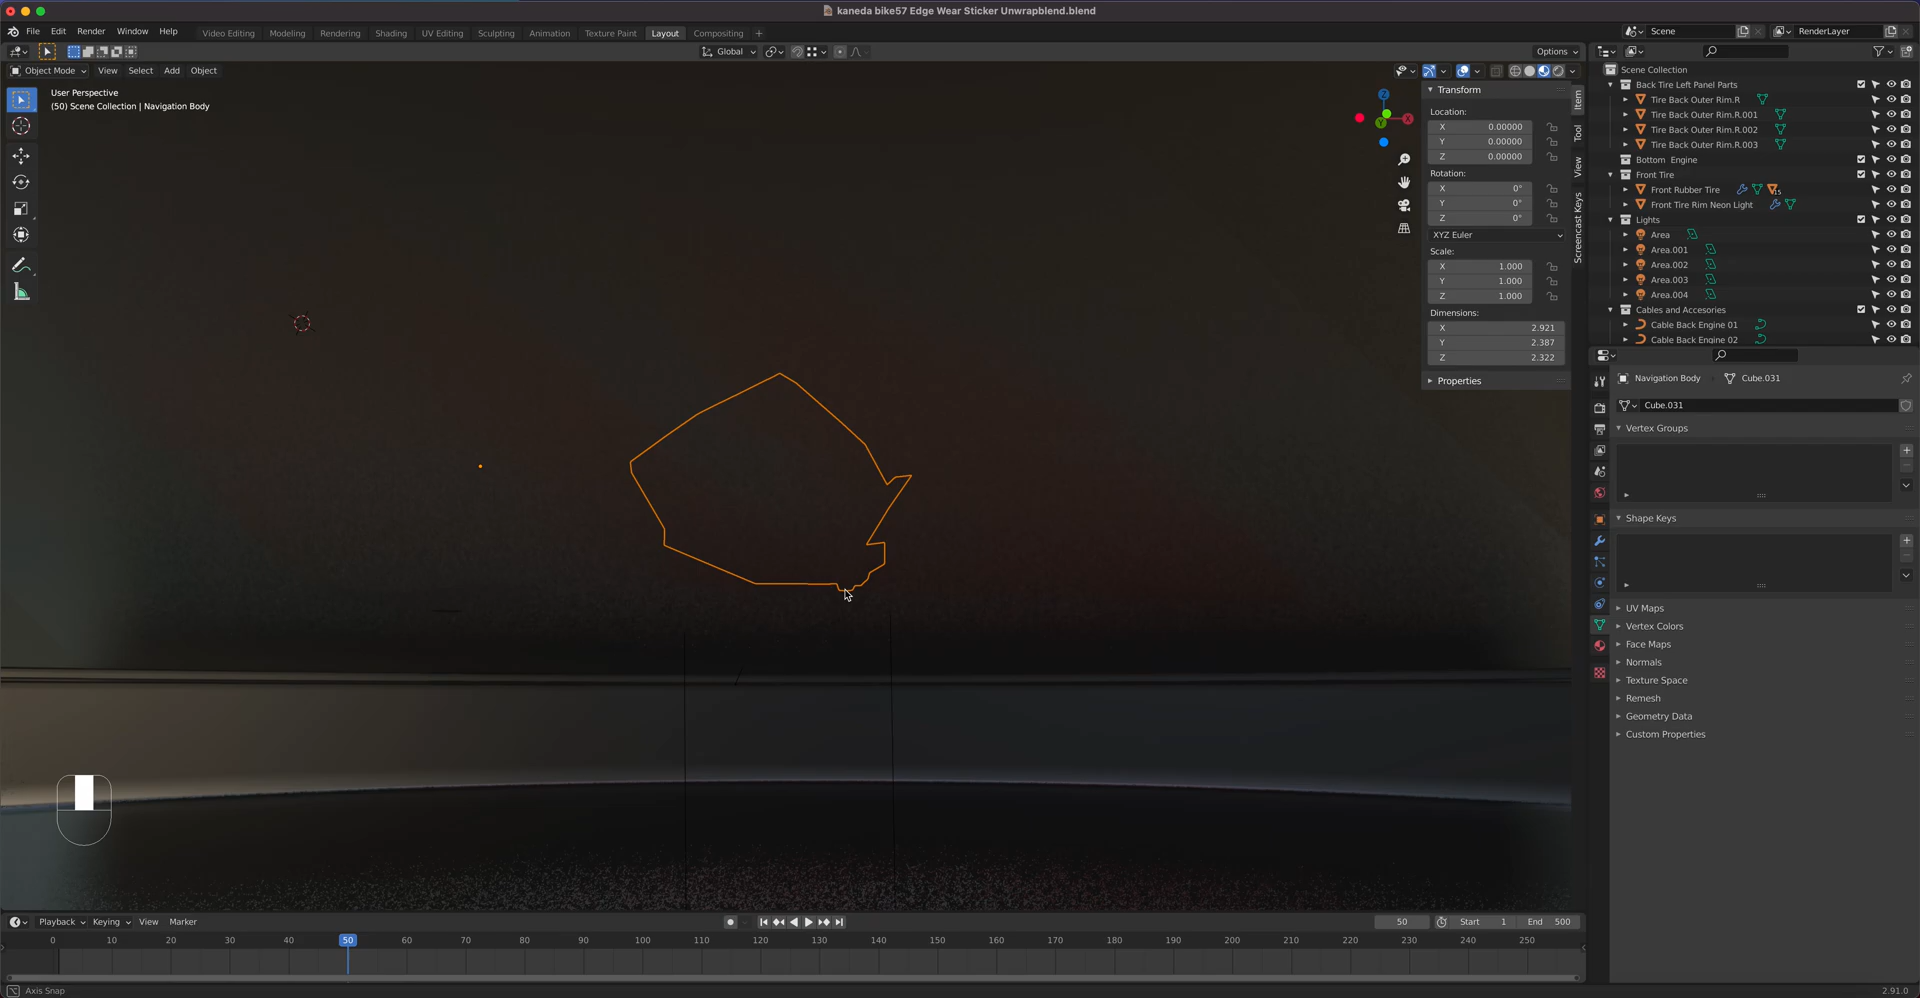 kaneda bike57 Edge Wear Sticker Unwrapblend.blend
File Edit Render Window Help
Video Editing Modeling Rendering Shading UV Editing Sculpting Animation Texture Paint Layout Compositing +
Scene
RenderLayer
Global
Options
Object Mode View Select Add Object
User Perspective
(50) Scene Collection | Navigation Body
Z
X
Y
Transform
Location:
X 0.00000
Y 0.00000
Z 0.00000
Rotation:
X 0°
Y 0°
Z 0°
XYZ Euler
Scale:
X 1.000
Y 1.000
Z 1.000
Dimensions:
X 2.921
Y 2.387
Z 2.322
Properties
Item
Tool
View
Screencast Keys
Scene Collection
Back Tire Left Panel Parts
Tire Back Outer Rim.R
Tire Back Outer Rim.R.001
Tire Back Outer Rim.R.002
Tire Back Outer Rim.R.003
Bottom Engine
Front Tire
Front Rubber Tire 15
Front Tire Rim Neon Light
Lights
Area
Area.001
Area.002
Area.003
Area.004
Cables and Accesories
Cable Back Engine 01
Cable Back Engine 02
Navigation Body Cube.031
Cube.031
Vertex Groups
Shape Keys
UV Maps
Vertex Colors
Face Maps
Normals
Texture Space
Remesh
Geometry Data
Custom Properties
Playback Keying View Marker
50 Start 1 End 500
0 10 20 30 40 50 60 70 80 90 100 110 120 130 140 150 160 170 180 190 200 210 220 230 240 250
Axis Snap
2.91.0